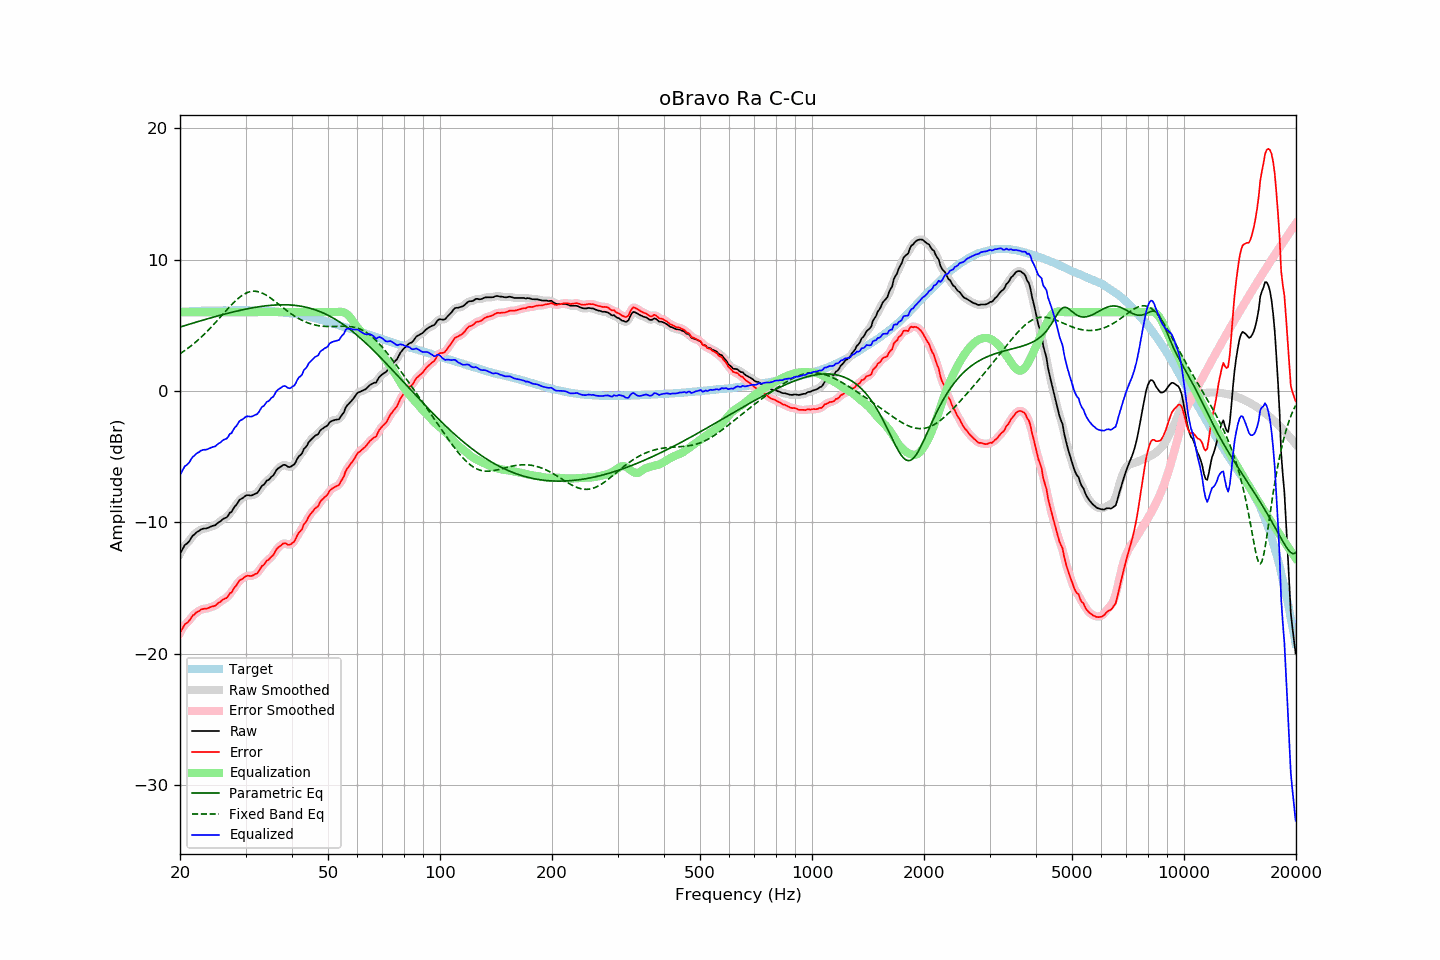 oBravo Ra C-Cu
Amplitude (dBr)
20
10
0
−10
−20
−30
Target
Raw Smoothed
Error Smoothed
Raw
Error
Equalization
Parametric Eq
Fixed Band Eq
Equalized
20 50 100 200 500 1000 2000 5000 10000 20000
Frequency (Hz)